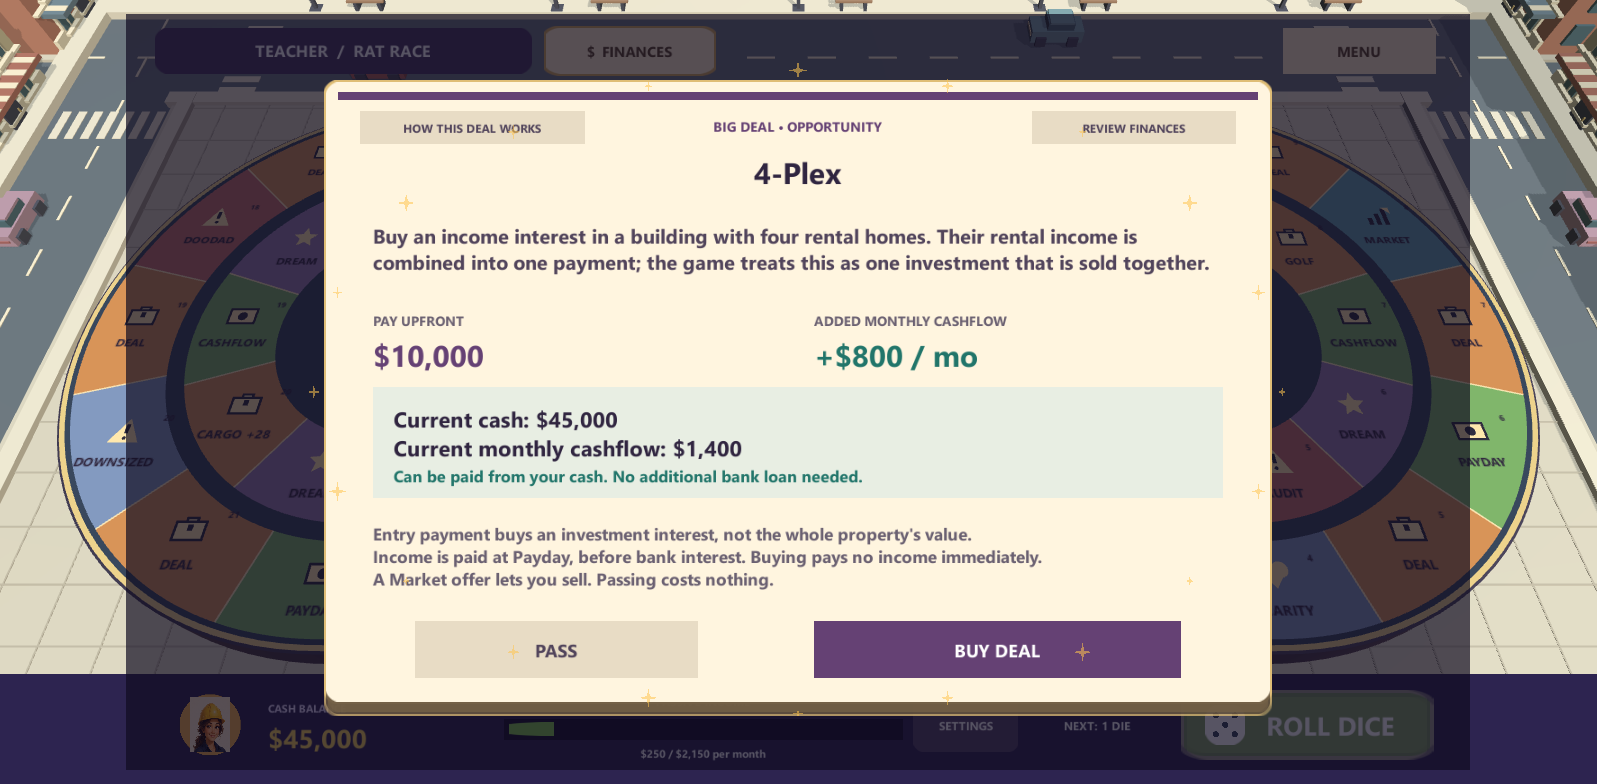 TEACHER / RAT RACE
$ FINANCES
MENU
HOW THIS DEAL WORKS
BIG DEAL • OPPORTUNITY
REVIEW FINANCES
4-Plex
Buy an income interest in a building with four rental homes. Their rental income is
combined into one payment; the game treats this as one investment that is sold together.
PAY UPFRONT
$10,000
ADDED MONTHLY CASHFLOW
+$800 / mo
Current cash: $45,000
Current monthly cashflow: $1,400
Can be paid from your cash. No additional bank loan needed.
Entry payment buys an investment interest, not the whole property's value.
Income is paid at Payday, before bank interest. Buying pays no income immediately.
A Market offer lets you sell. Passing costs nothing.
PASS
BUY DEAL
DOODAD
DREAM
DEAL
CASHFLOW
CARGO +28
DOWNSIZED
DEAL
MARKET
GOLF
CASHFLOW
DEAL
DREAM
PAYDAY
DEAL
CASH
$45,000
$250 / $2,150 per month
SETTINGS
NEXT: 1 DIE
ROLL DICE